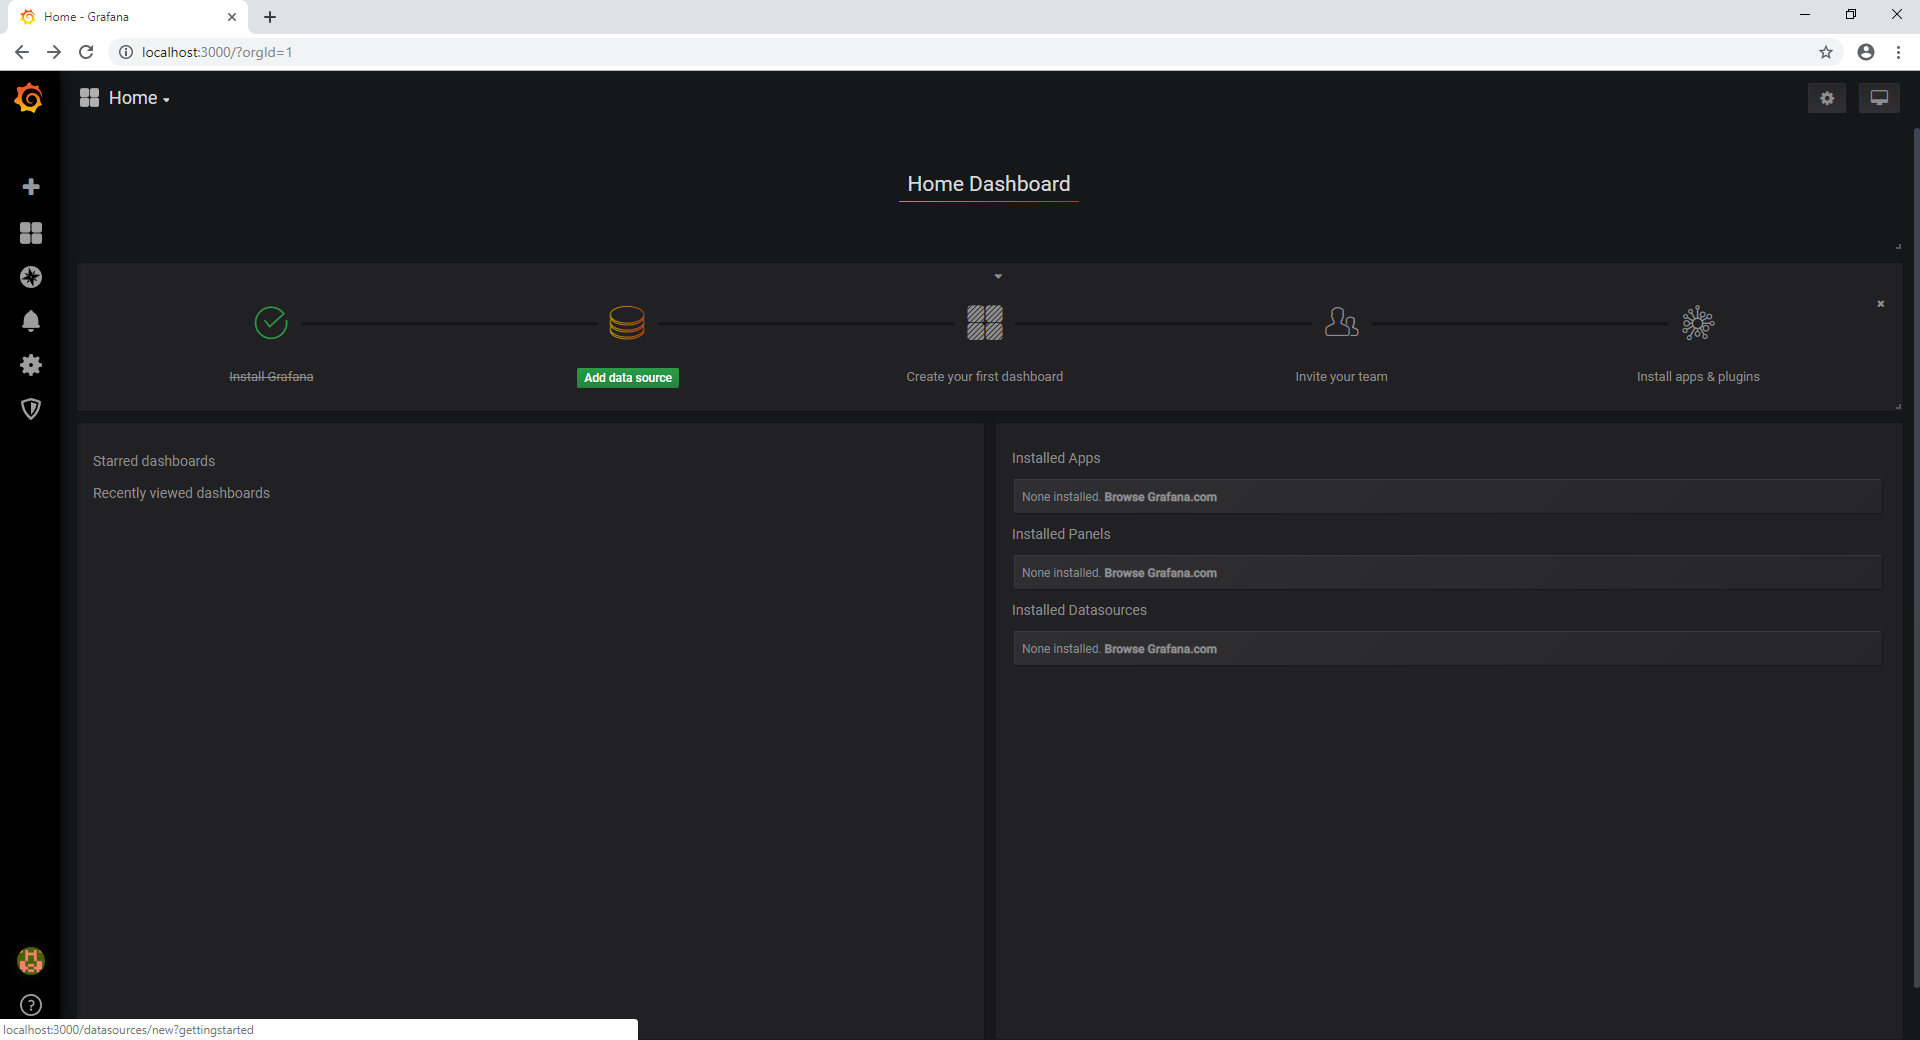 Home - Grafana
localhost:3000/?orgId=1
Home
Home Dashboard
Install Grafana
Add data source
Create your first dashboard
Invite your team
Install apps & plugins
Starred dashboards
Recently viewed dashboards
Installed Apps
None installed. Browse Grafana.com
Installed Panels
None installed. Browse Grafana.com
Installed Datasources
None installed. Browse Grafana.com
localhost:3000/datasources/new?gettingstarted